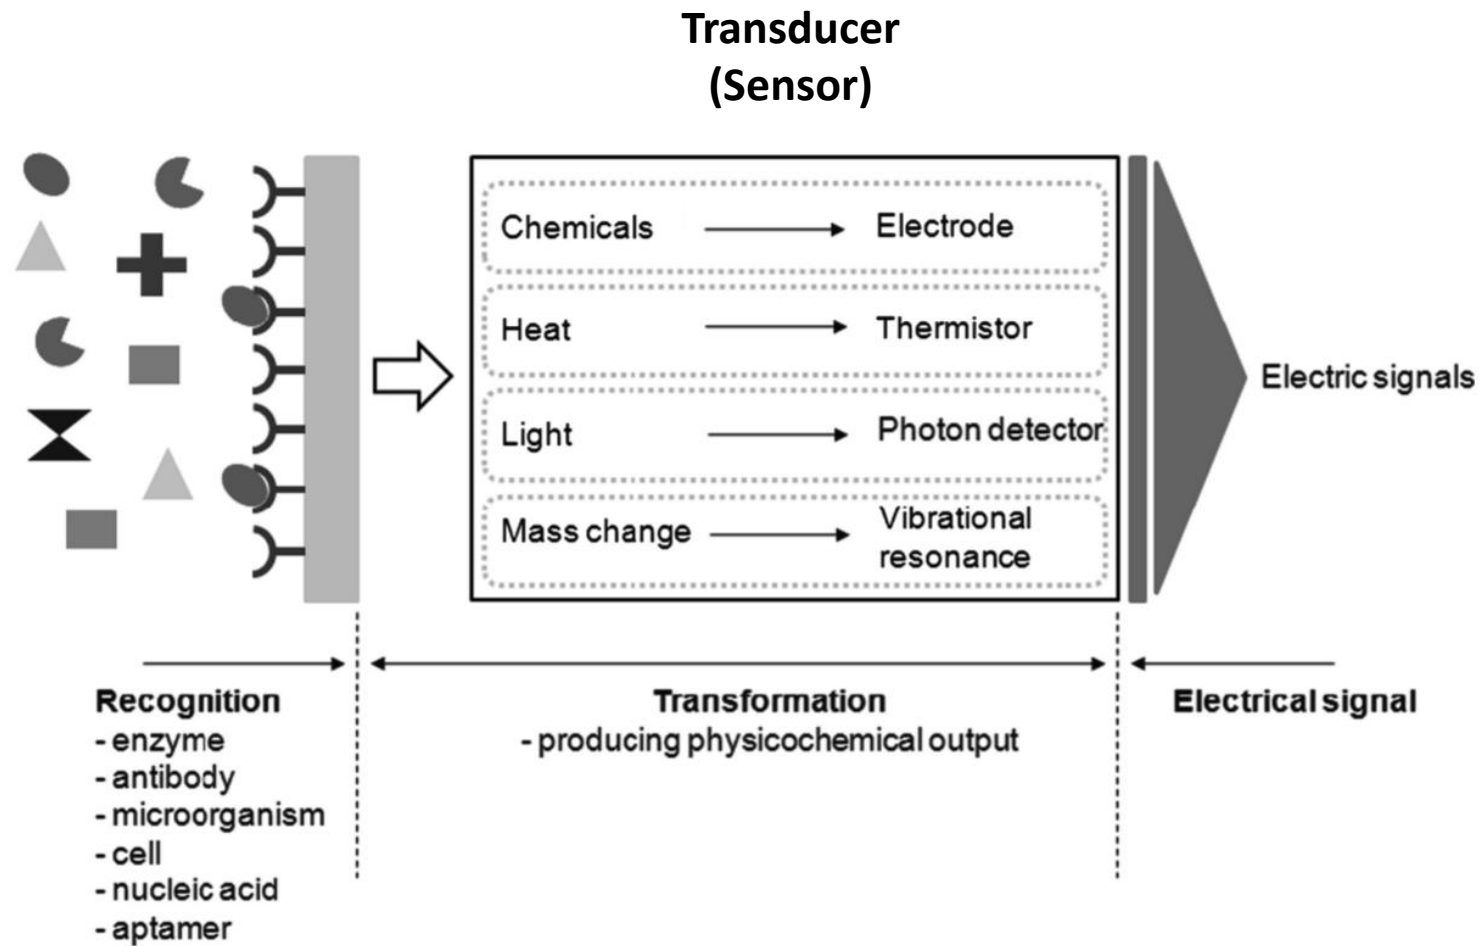 Transducer
(Sensor)
Chemicals
Electrode
Heat
Thermistor
Light
Photon detector
Mass change
Vibrational
resonance
Electric signals
Recognition
- enzyme
- antibody
- microorganism
- cell
- nucleic acid
- aptamer
Transformation
- producing physicochemical output
Electrical signal